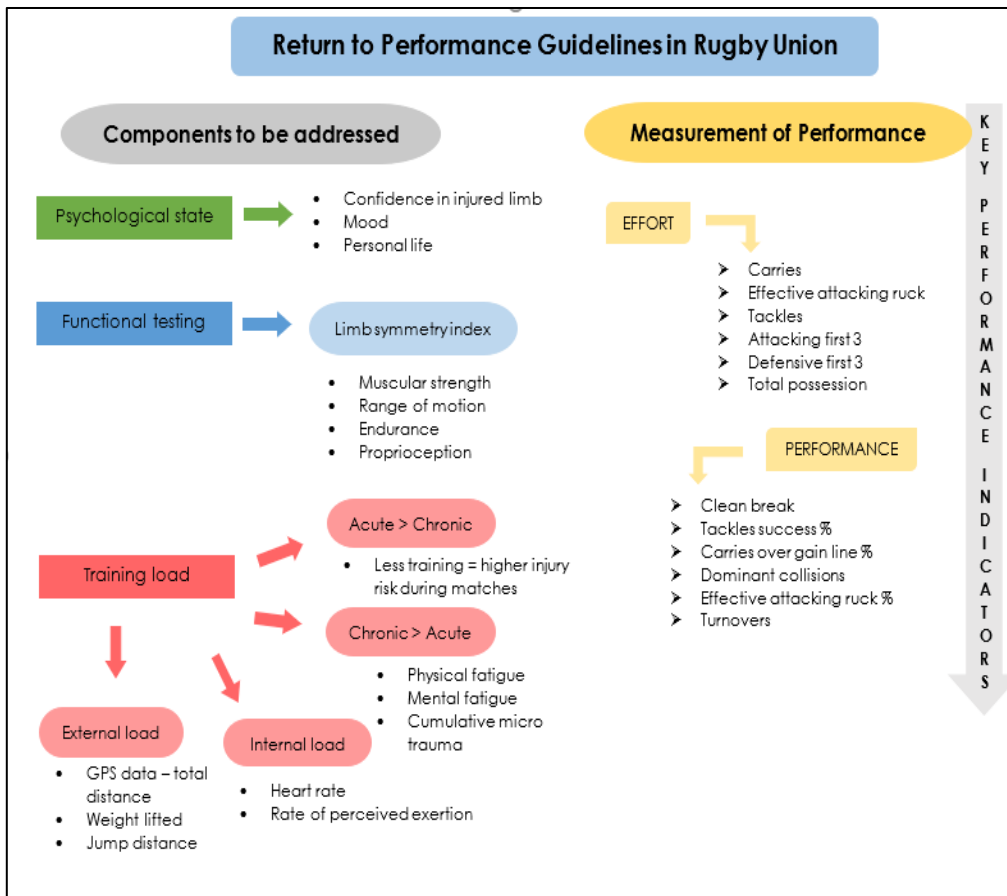 Return to Performance Guidelines in Rugby Union
Components to be addressed
Psychological state
• Confidence in injured limb
• Mood
• Personal life
Functional testing
Limb symmetry index
• Muscular strength
• Range of motion
• Endurance
• Proprioception
Training load
Acute > Chronic
• Less training = higher injury
risk during matches
Chronic > Acute
• Physical fatigue
• Mental fatigue
• Cumulative micro
trauma
External load
• GPS data – total
distance
• Weight lifted
• Jump distance
Internal load
• Heart rate
• Rate of perceived exertion
Measurement of Performance
EFFORT
➤ Carries
➤ Effective attacking ruck
➤ Tackles
➤ Attacking first 3
➤ Defensive first 3
➤ Total possession
PERFORMANCE
➤ Clean break
➤ Tackles success %
➤ Carries over gain line %
➤ Dominant collisions
➤ Effective attacking ruck %
➤ Turnovers
KEY PERFORMANCE INDICATORS